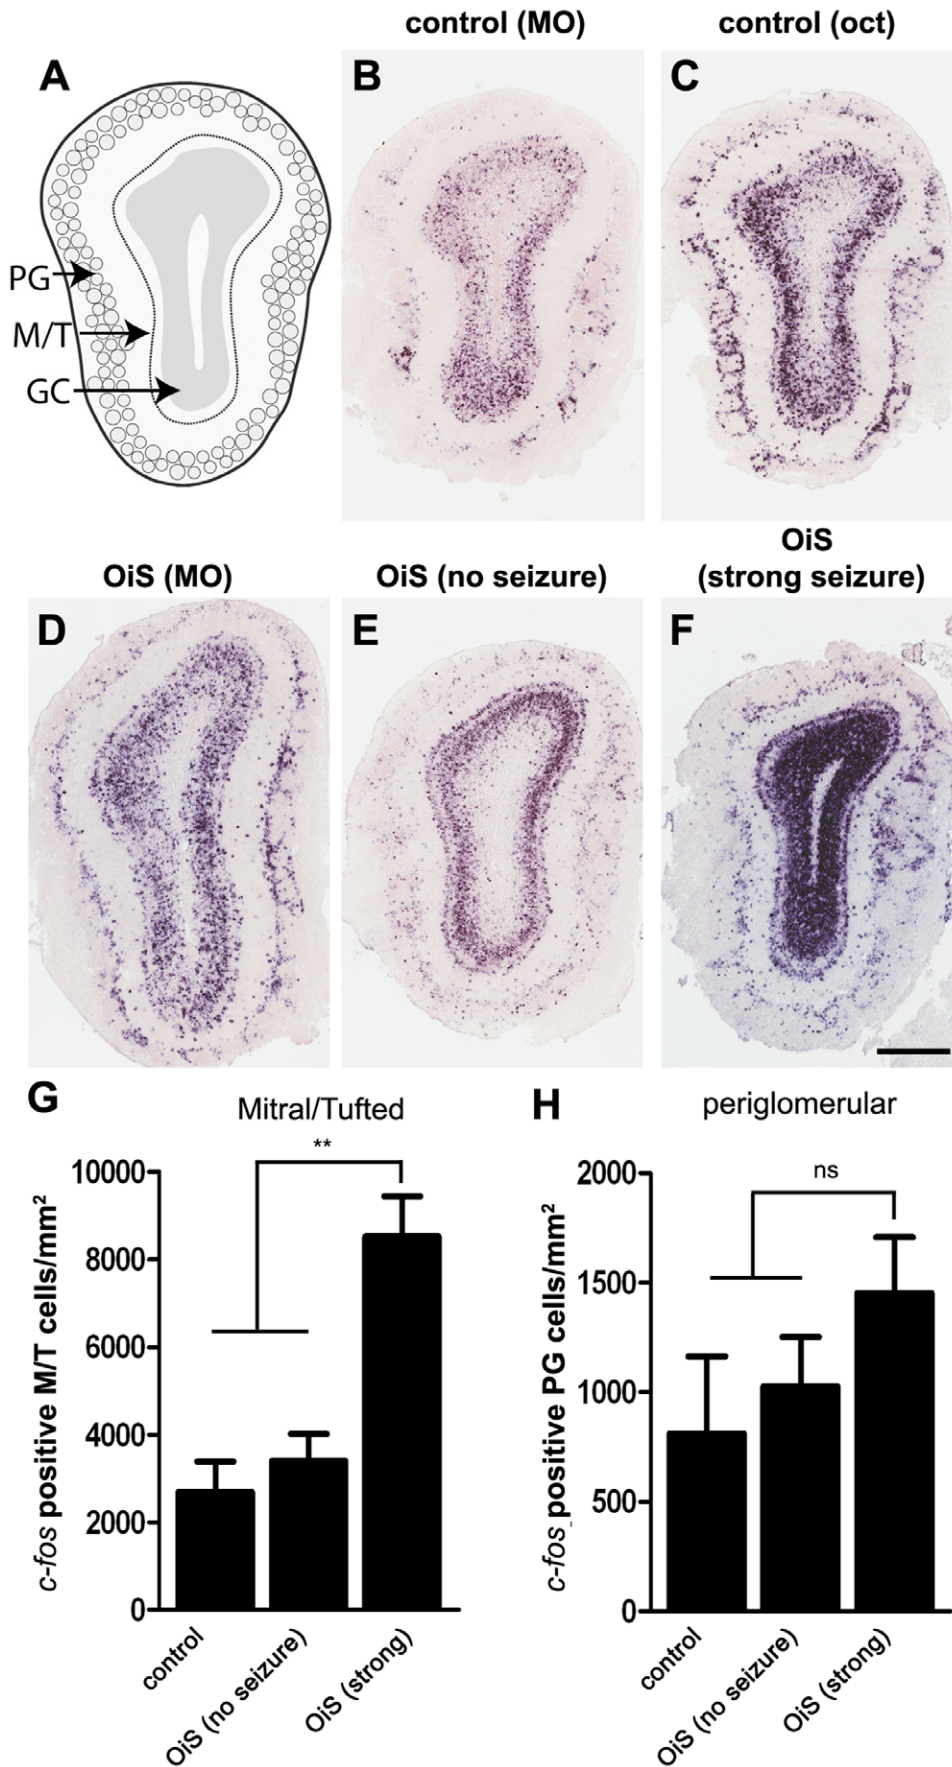 control (MO)
control (oct)
A
B
C
PG
M/T
GC
OiS (MO)
OiS (no seizure)
OiS
(strong seizure)
D
E
F
G
Mitral/Tufted
**
10000
8000
6000
4000
2000
0
c-fos positive M/T cells/mm²
control
OiS (no seizure)
OiS (strong)
H
periglomerular
ns
2000
1500
1000
500
0
c-fos positive PG cells/mm²
control
OiS (no seizure)
OiS (strong)